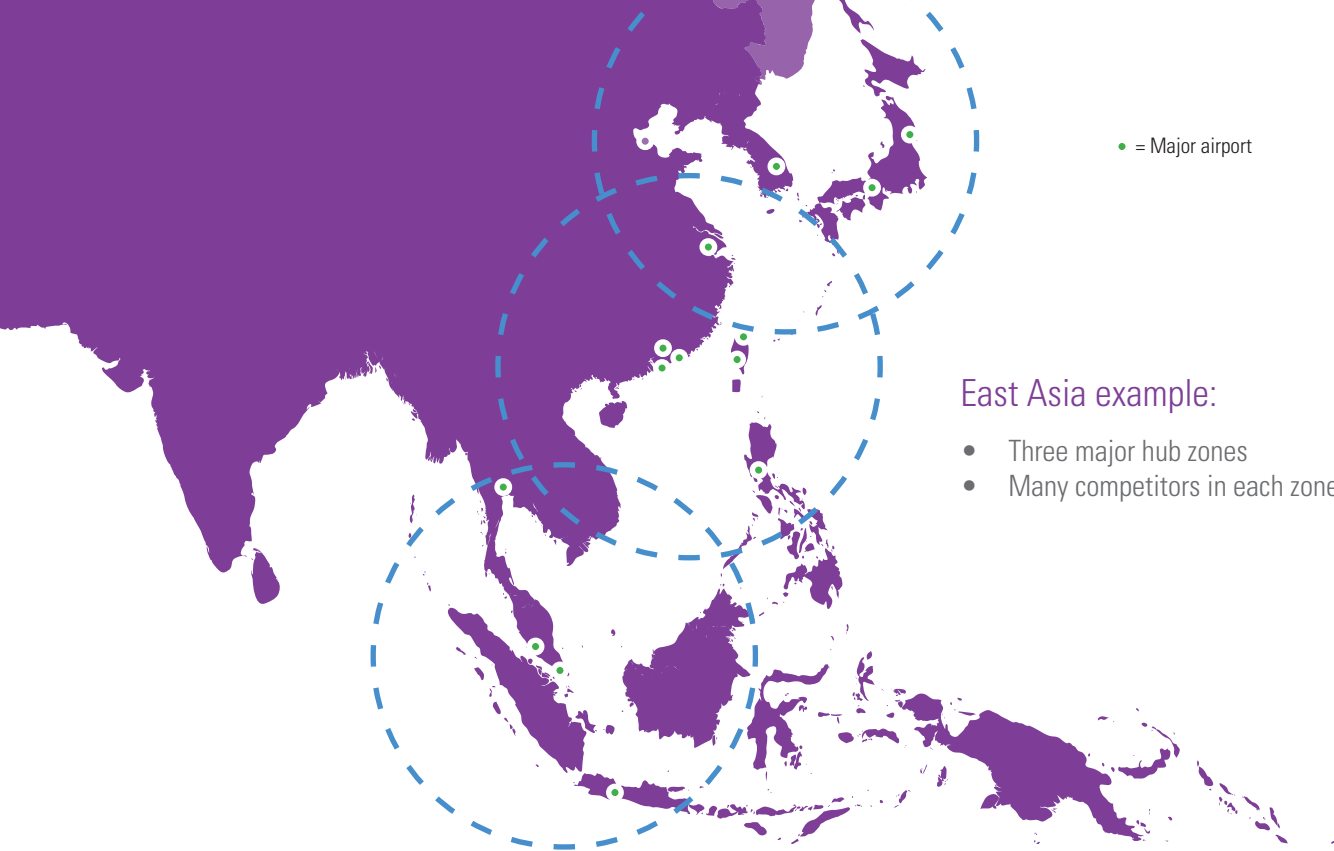 • = Major airport
East Asia example:
• Three major hub zones
• Many competitors in each zone